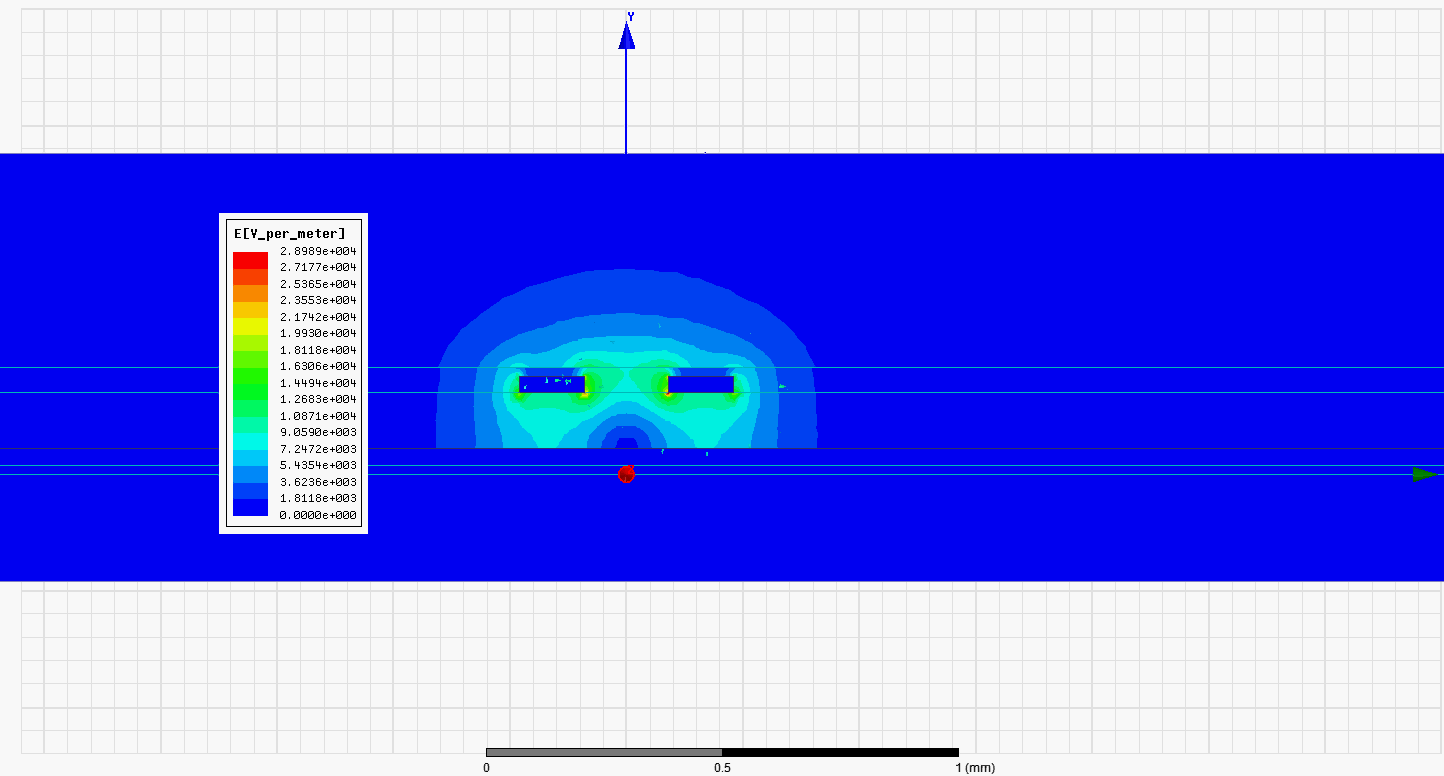 Y
E[V_per_meter]
2.8989e+004
2.7177e+004
2.5365e+004
2.3553e+004
2.1742e+004
1.9930e+004
1.8118e+004
1.6306e+004
1.4494e+004
1.2683e+004
1.0871e+004
9.0590e+003
7.2472e+003
5.4354e+003
3.6236e+003
1.8118e+003
0.0000e+000
0 0.5 1 (mm)